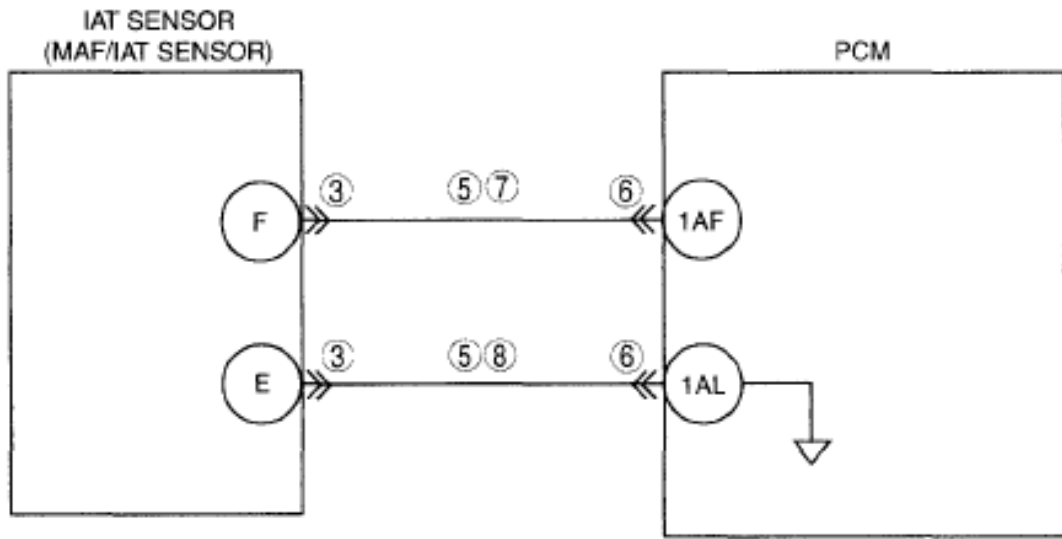 IAT SENSOR
(MAF/IAT SENSOR)
PCM
F
③
⑤⑦
⑥
1AF
E
③
⑤⑧
⑥
1AL